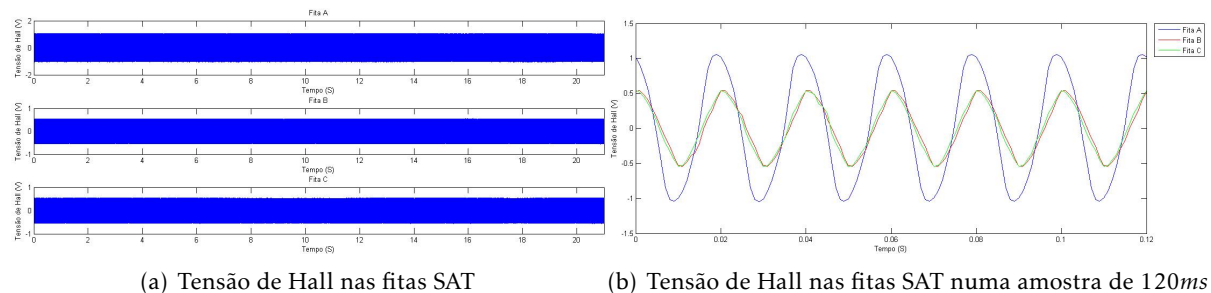 Fita A
Tensão de Hall (V)
2
0
-2
0 2 4 6 8 10 12 14 16 18 20
Tempo (S)
Fita B
Tensão de Hall (V)
1
0
-1
0 2 4 6 8 10 12 14 16 18 20
Tempo (S)
Fita C
Tensão de Hall (V)
1
0
-1
0 2 4 6 8 10 12 14 16 18 20
Tempo (S)
(a) Tensão de Hall nas fitas SAT
Tensão de Hall (V)
1.5
1
0.5
0
-0.5
-1
-1.5
0 0.02 0.04 0.06 0.08 0.1 0.12
Tempo (S)
Fita A
Fita B
Fita C
(b) Tensão de Hall nas fitas SAT numa amostra de 120ms